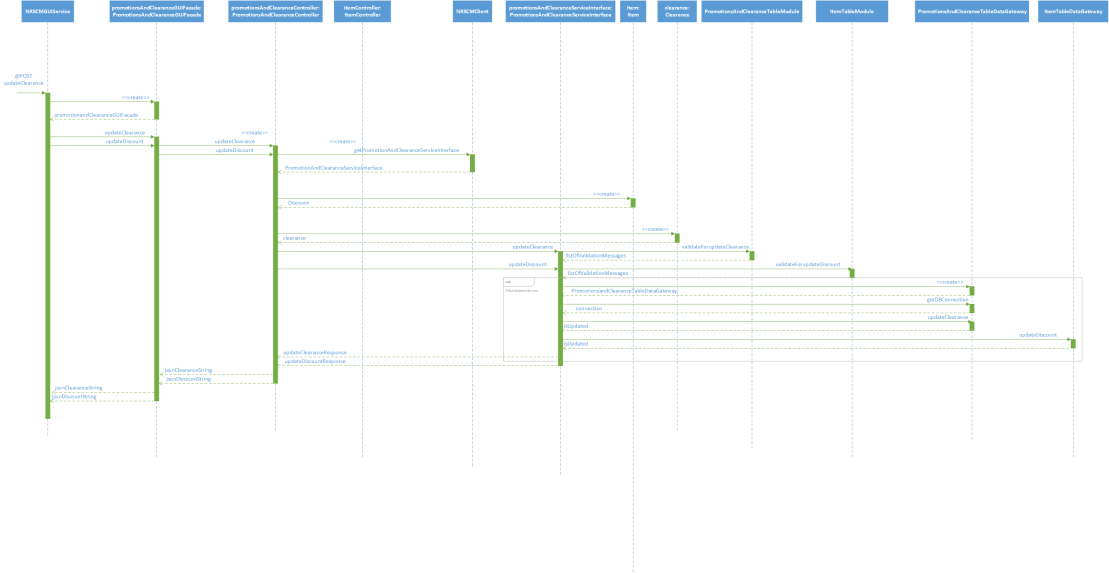 NRSCMGUIService
promotionsAndClearanceGUIFacade:
PromotionsAndClearanceGUIFacade
promotionsAndClearanceController:
PromotionsAndClearanceController
itemController:
ItemController
NRSCMClient
promotionsAndClearanceServiceInterface:
PromotionsAndClearanceServiceInterface
item:
Item
clearance:
Clearance
PromotionsAndClearanceTableModule
ItemTableModule
PromotionsAndClearanceTableDataGateway
ItemTableDataGateway
@POST
updateClearance
<<create>>
promotionandClearanceGUIFacade
updateClearance
<<create>>
updateDiscount
updateClearance
<<create>>
updateDiscount
getPromotionAndClearanceServiceInterface
PromotionAndClearanceServiceInterface
<<create>>
Discount
<<create>>
clearance
updateClearance
validateForupdateClearance
listOfValidationMessages
updateDiscount
validateForupdateDiscount
listOfValidationMessages
<<create>>
PromotionsandClearanceTableDataGateway
getDBConnection
connection
updateClearance
isUpdated
updateDiscount
isUpdated
updateClearanceResponse
updateDiscountResponse
jsonClearanceString
jsonDiscountString
jsonClearanceString
jsonDiscountString